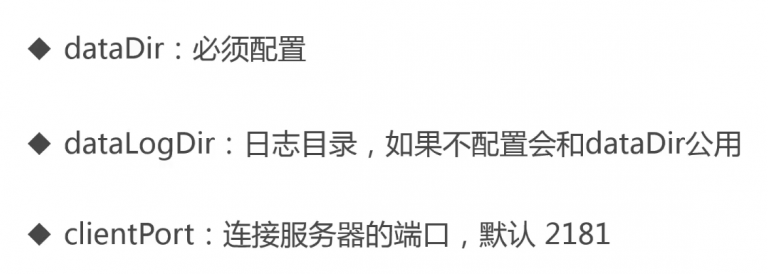 ◆ dataDir：必须配置
◆ dataLogDir：日志目录，如果不配置会和dataDir公用
◆ clientPort：连接服务器的端口，默认 2181